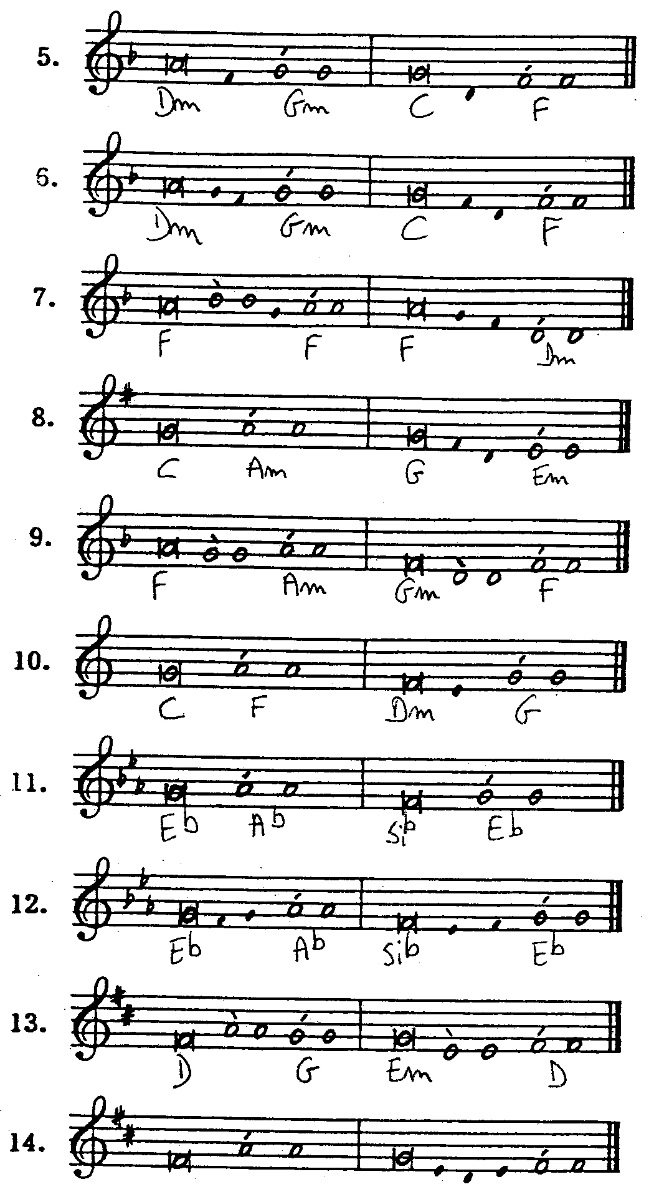 5.
Dm Gm C F
6.
Dm Gm C F
7.
F F F Dm
8.
C Am G Em
9.
F Am Gm F
10.
C F Dm G
11.
Eb Ab Sib Eb
12.
Eb Ab Sib Eb
13.
D G Em D
14.